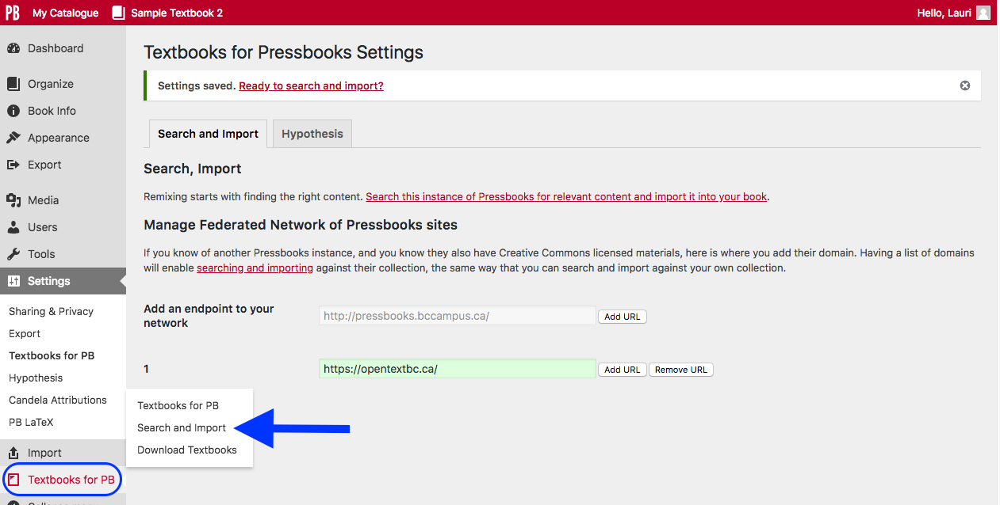 PB My Catalogue Sample Textbook 2 Hello, Lauri
Dashboard
Organize
Book Info
Appearance
Export
Media
Users
Tools
Settings
Sharing & Privacy
Export
Textbooks for PB
Hypothesis
Candela Attributions
PB LaTeX
Import
Textbooks for PB
Textbooks for PB
Search and Import
Download Textbooks
Textbooks for Pressbooks Settings
Settings saved. Ready to search and import?
Search and Import Hypothesis
Search, Import
Remixing starts with finding the right content. Search this instance of Pressbooks for relevant content and import it into your book.
Manage Federated Network of Pressbooks sites
If you know of another Pressbooks instance, and you know they also have Creative Commons licensed materials, here is where you add their domain. Having a list of domains
will enable searching and importing against their collection, the same way that you can search and import against your own collection.
Add an endpoint to your
network
http://pressbooks.bccampus.ca/ Add URL
1 https://opentextbc.ca/ Add URL Remove URL